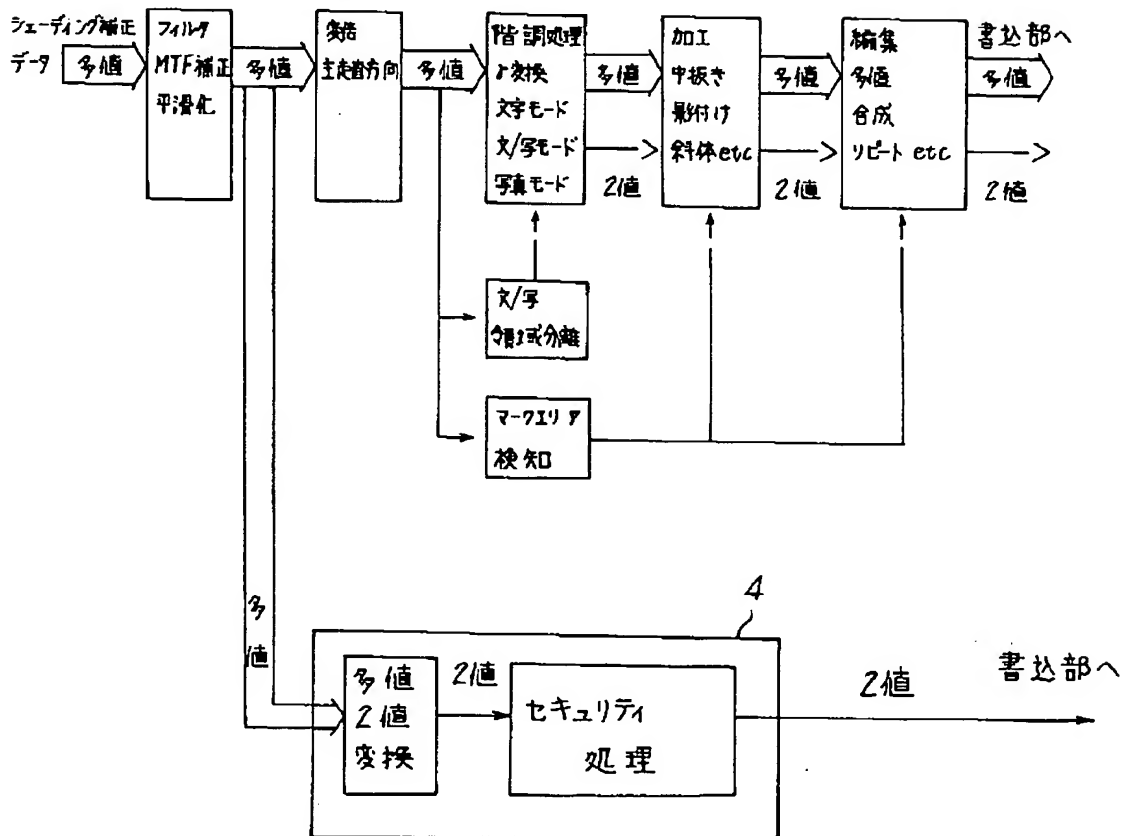 シェーディング補正
データ
多値
フィルタ
MTF補正
平滑化
多値
変倍
主走査方向
多値
階調処理
γ変換
文字モード
文/写モード
写真モード
多値
2値
加工
中抜き
影付け
斜体etc
多値
2値
編集
多値
合成
リピートetc
書込部へ
多値
2値
文/写
領域分離
マークエリア
検知
多
値
4
多値
2値
変換
2値
セキュリティ
処理
2値
書込部へ